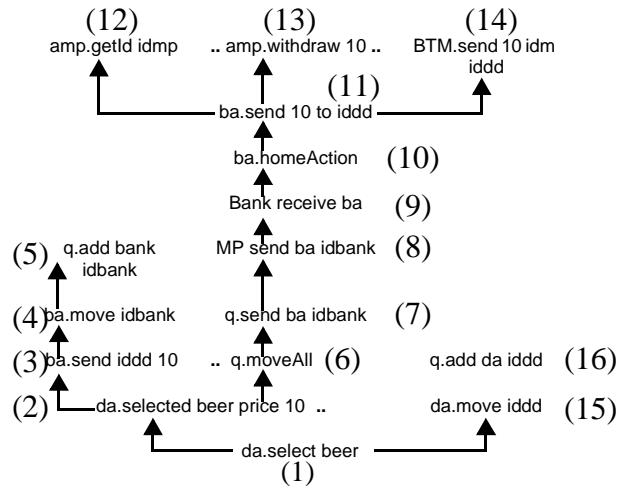 (12) (13) (14)
amp.getId idmp .. amp.withdraw 10 .. BTM.send 10 idm
iddd
(11)
ba.send 10 to iddd
ba.homeAction (10)
Bank receive ba (9)
(5) q.add bank MP send ba idbank (8)
idbank
(4) ba.move idbank q.send ba idbank (7)
(3) ba.send iddd 10 .. q.moveAll (6) q.add da iddd (16)
(2) da.selected beer price 10 .. da.move iddd (15)
da.select beer
(1)